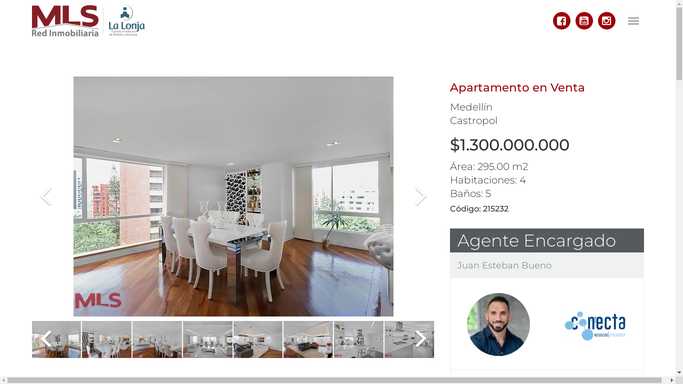 MLS
Red Inmobiliaria
La Lonja
Apartamento en Venta
Medellín
Castropol
$1.300.000.000
Área: 295.00 m2
Habitaciones: 4
Baños: 5
Código: 215232
MLS
Agente Encargado
Juan Esteban Bueno
conecta